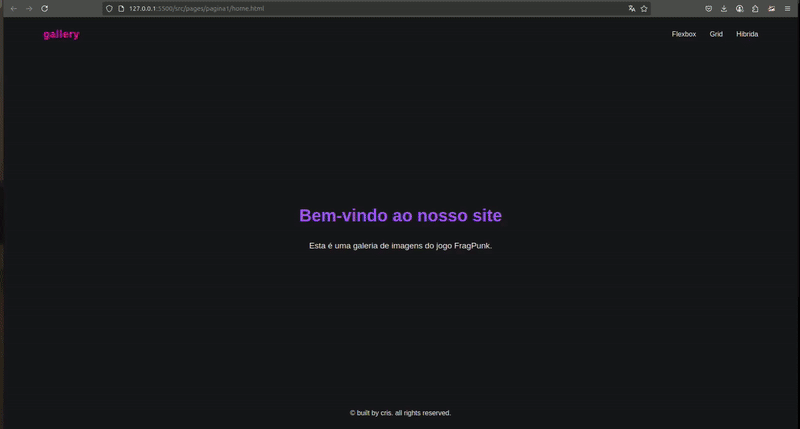 127.0.0.1:5500/src/pages/pagina1/home.html
gallery
Flexbox Grid Hibrida
Bem-vindo ao nosso site
Esta é uma galeria de imagens do jogo FragPunk.
© built by cris. all rights reserved.